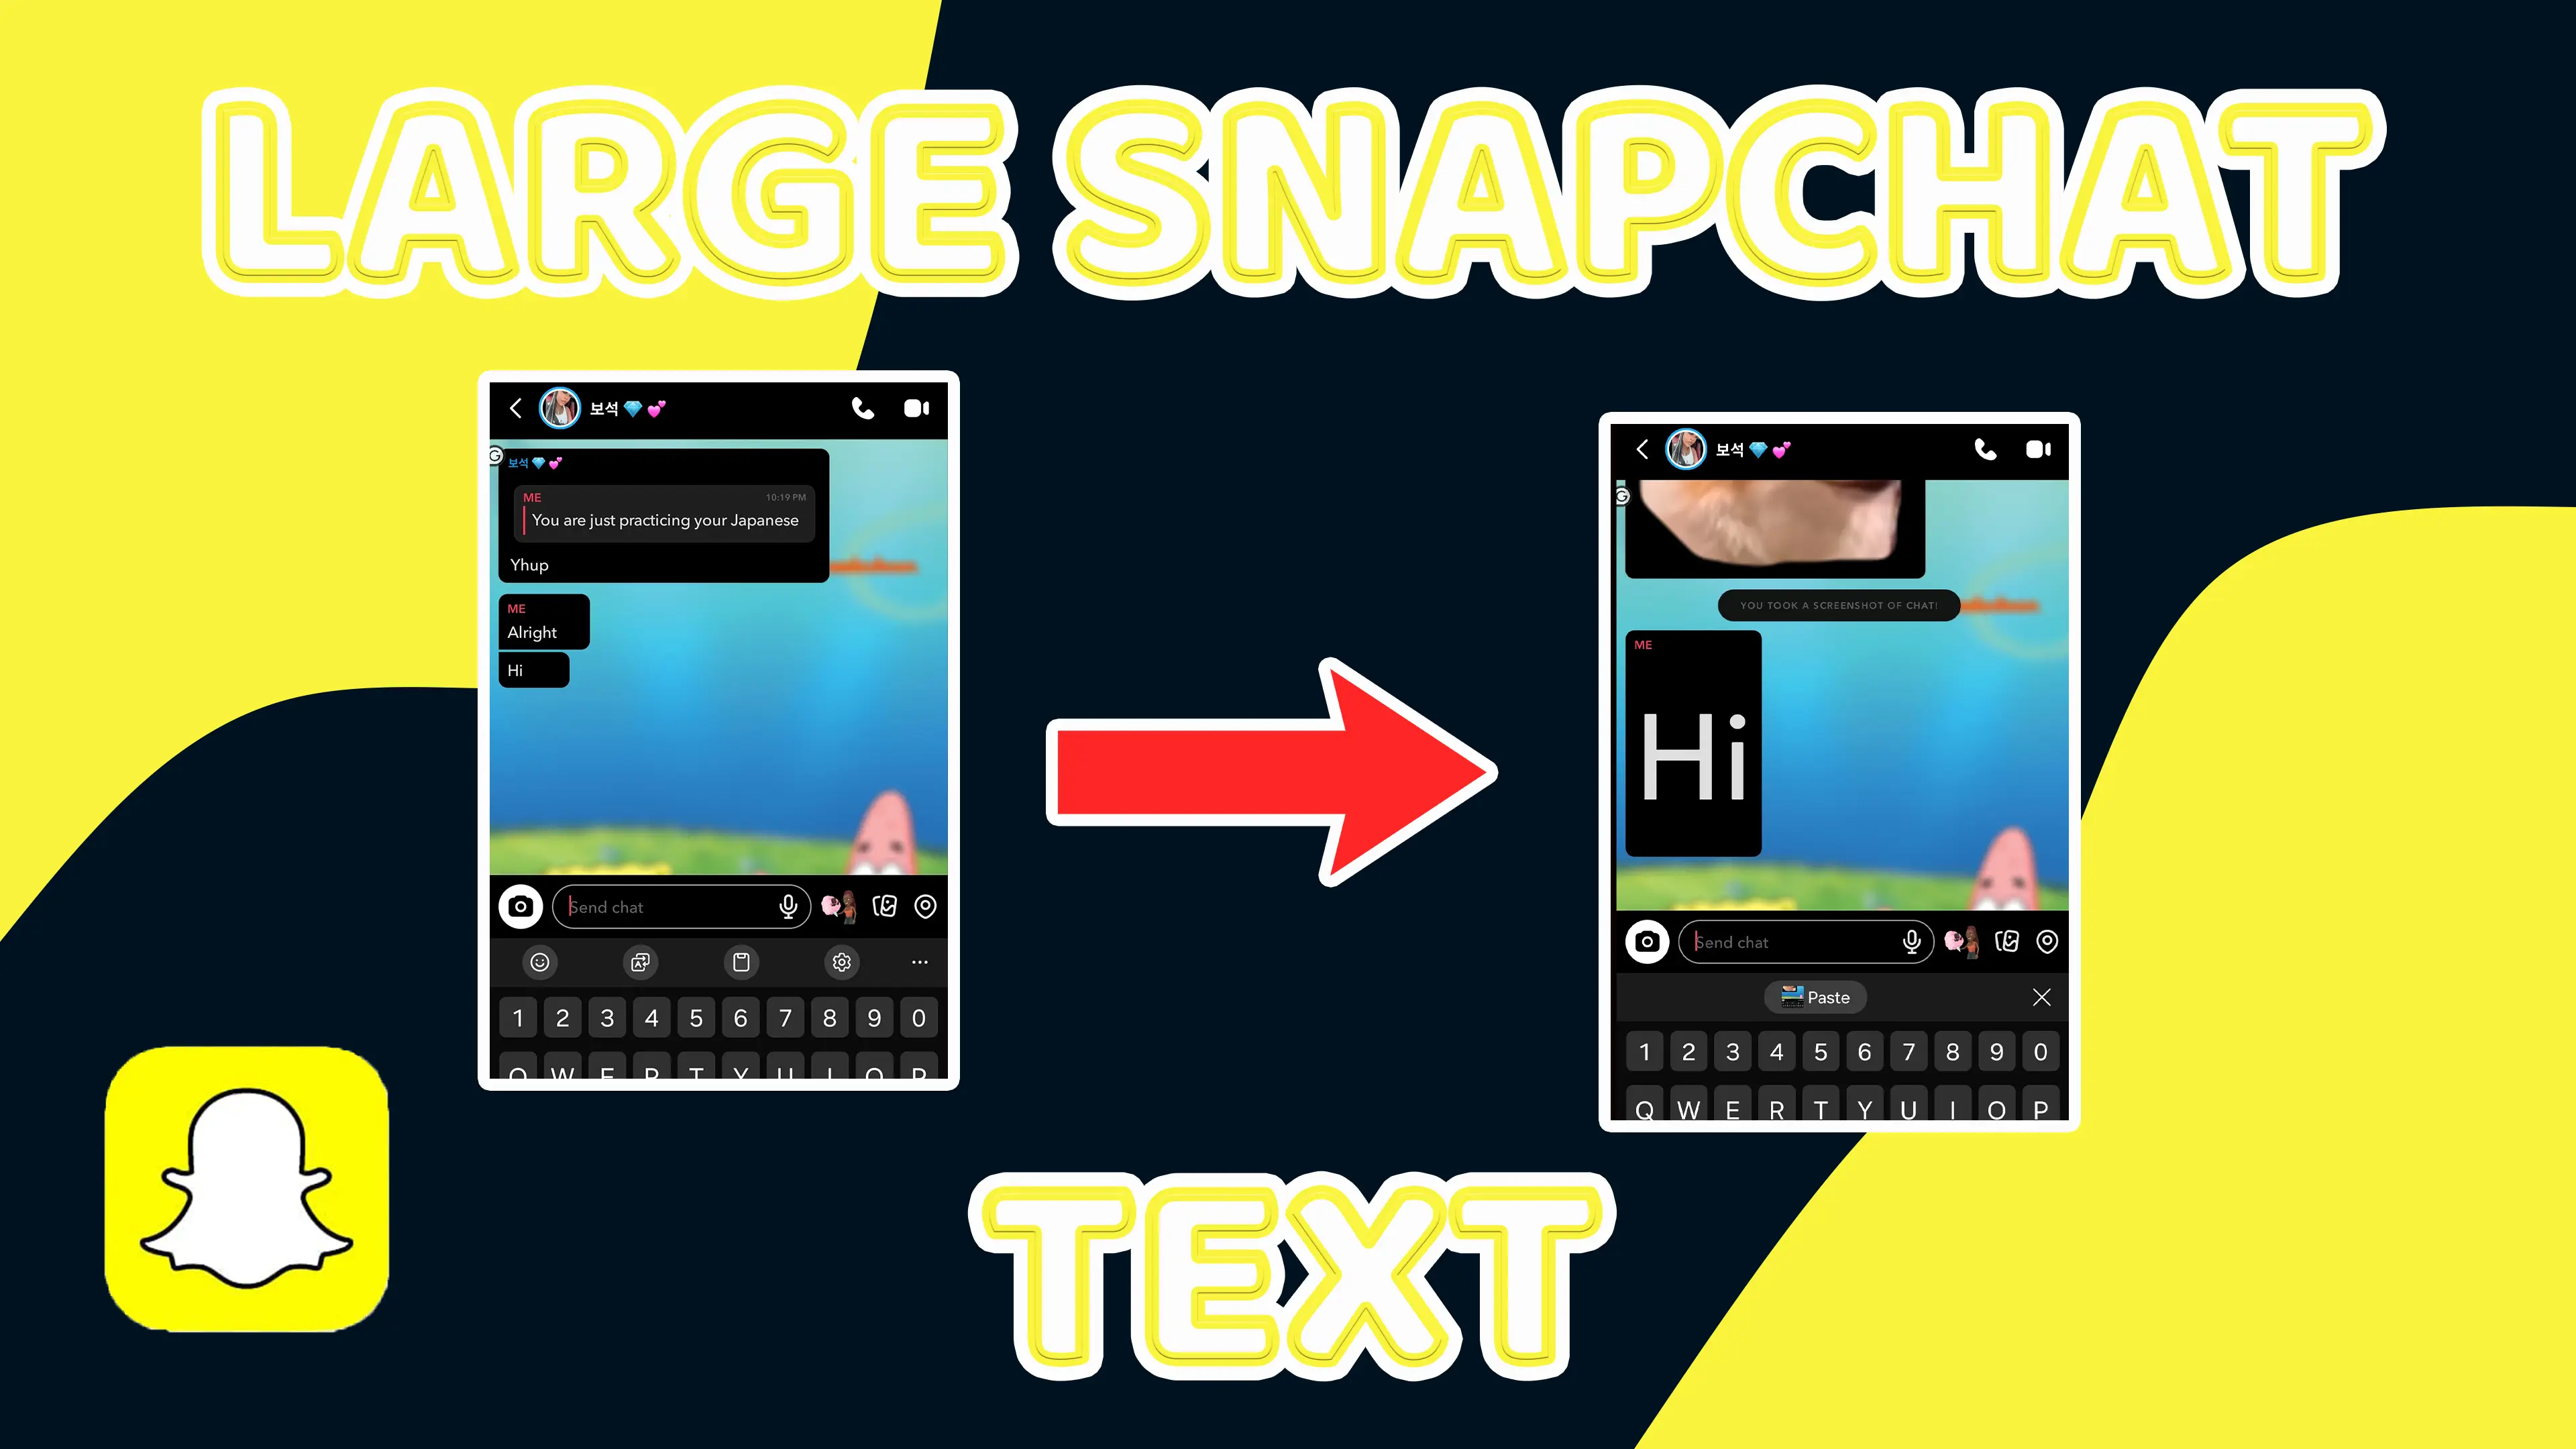 LARGE SNAPCHAT
보석 💎 💕
보석 💎 💕
ME 10:19 PM
You are just practicing your Japanese
Yhup
ME
Alright
Hi
Send chat
1 2 3 4 5 6 7 8 9 0
Q W E R T Y U I O P
보석 💎 💕
YOU TOOK A SCREENSHOT OF CHAT!
ME
Hi
Send chat
Paste
1 2 3 4 5 6 7 8 9 0
Q W E R T Y U I O P
TEXT